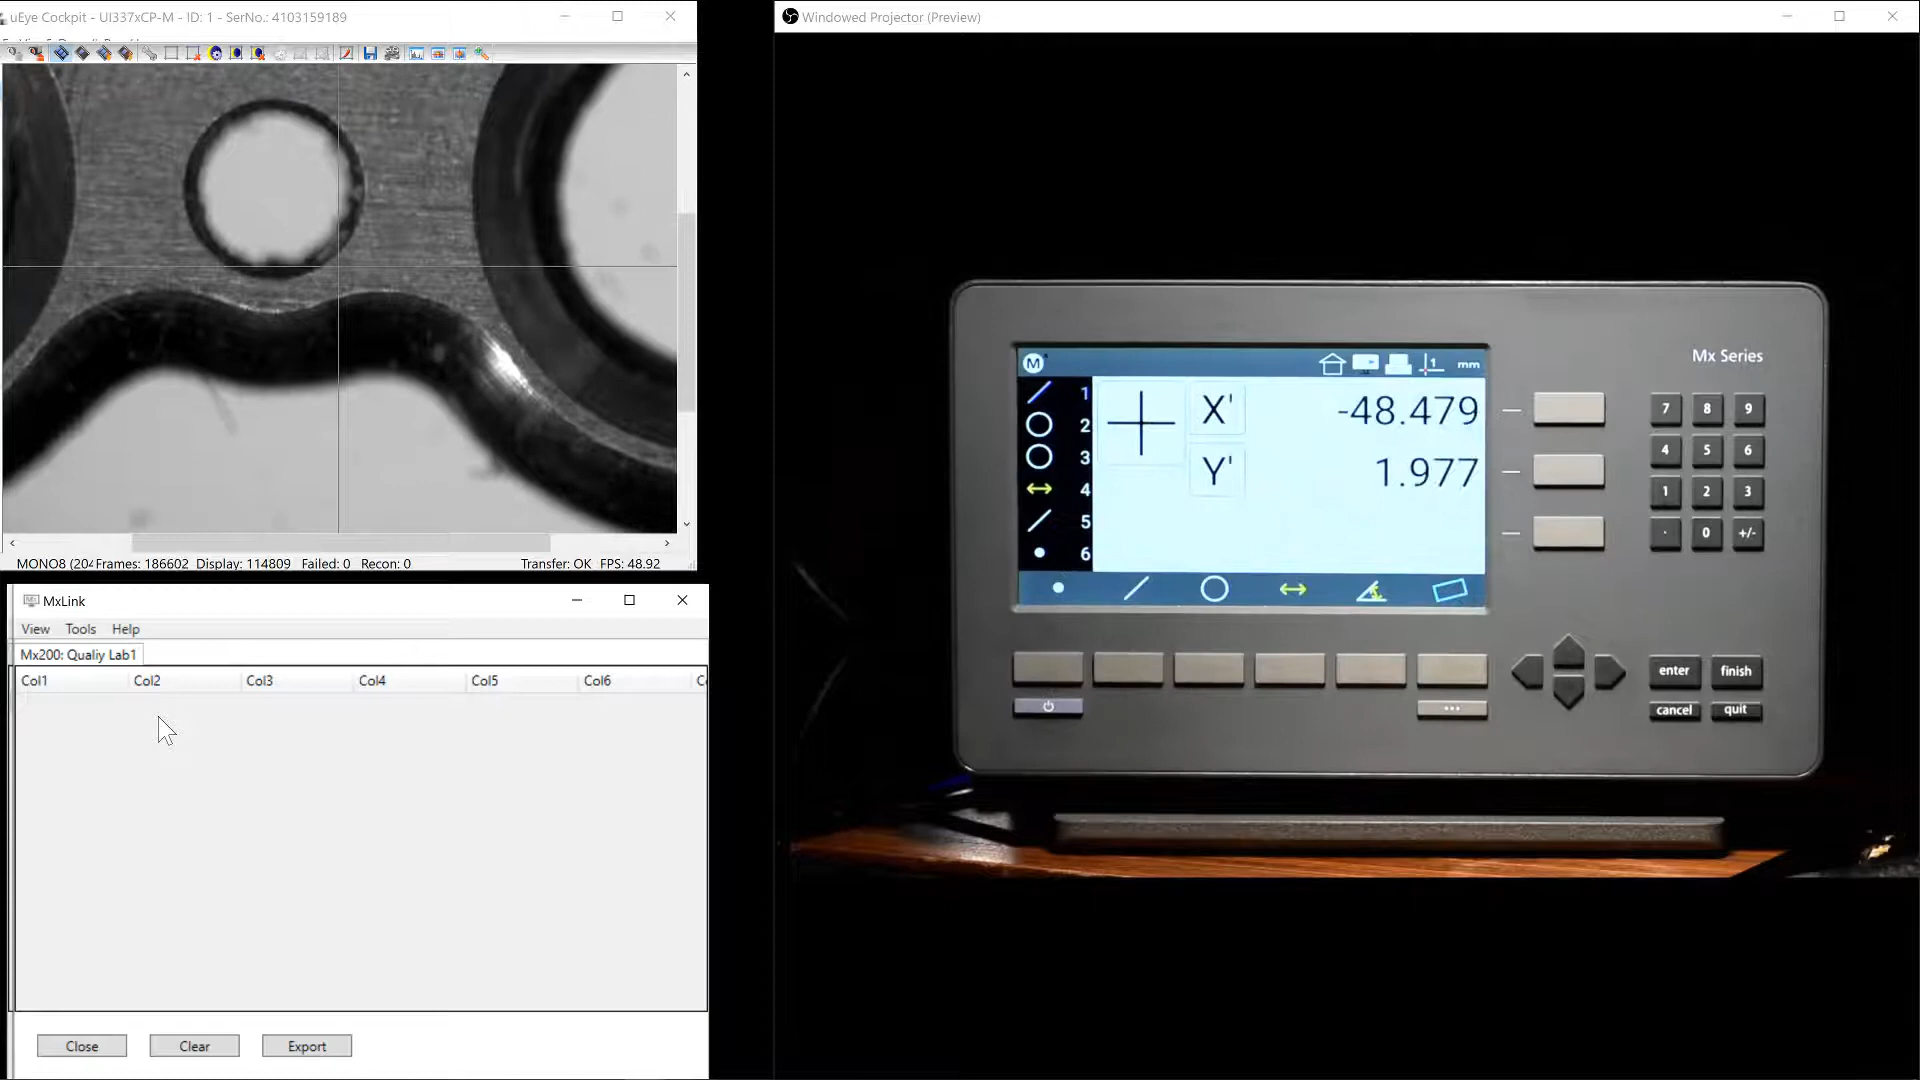 uEye Cockpit - UI337xCP-M - ID: 1 - SerNo.: 4103159189
MONO8 (204 Frames: 186602 Display: 114809 Failed: 0 Recon: 0 Transfer: OK FPS: 48.92
MxLink
View Tools Help
Mx200: Qualiy Lab1
Col1 Col2 Col3 Col4 Col5 Col6 Co
Close Clear Export
Windowed Projector (Preview)
Mx Series
M 1 mm
1
2
3
4
5
6
X' -48.479
Y' 1.977
7 8 9
4 5 6
1 2 3
. 0 +/-
enter finish
cancel quit
...